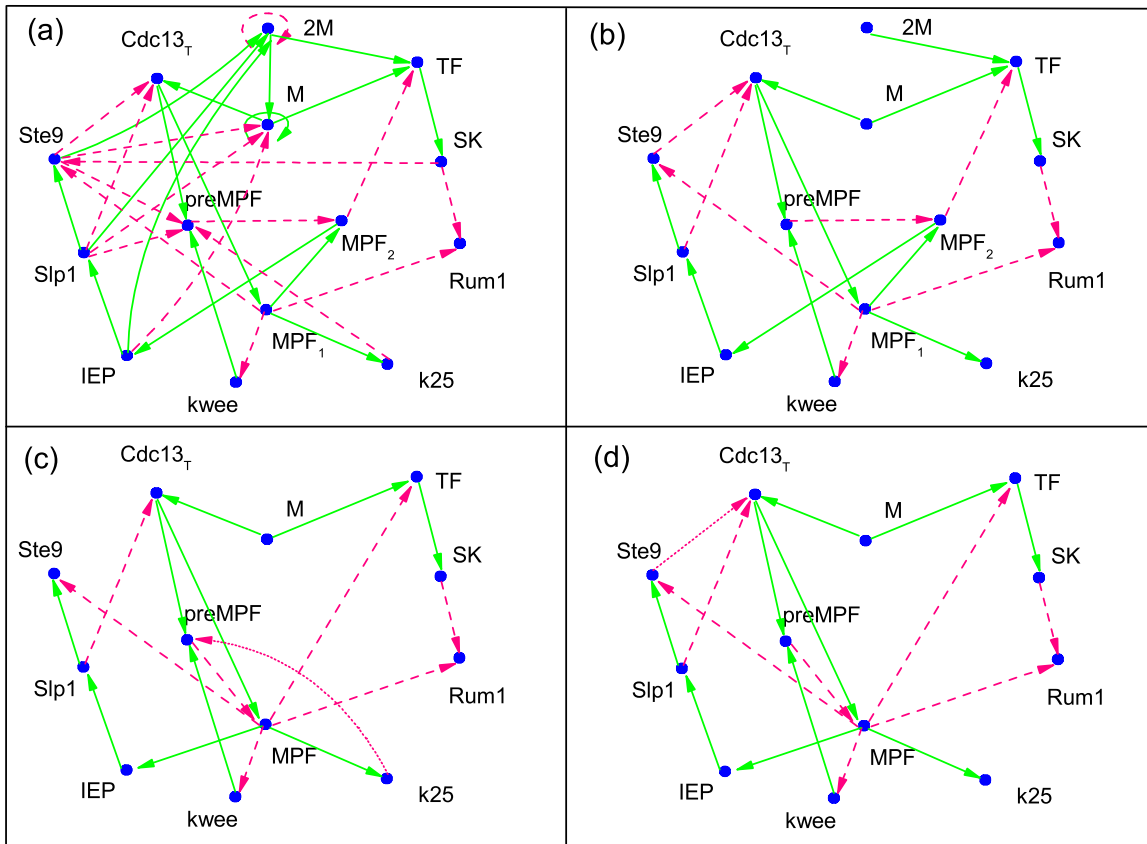 (a)
2M
Cdc13T
TF
M
SK
Ste9
preMPF
MPF2
Slp1
Rum1
MPF1
IEP
k25
kwee
(b)
2M
Cdc13T
TF
M
SK
Ste9
preMPF
MPF2
Slp1
Rum1
MPF1
IEP
k25
kwee
(c)
Cdc13T
TF
M
Ste9
SK
preMPF
Slp1
Rum1
MPF
IEP
k25
kwee
(d)
Cdc13T
TF
M
Ste9
SK
preMPF
Slp1
Rum1
MPF
IEP
k25
kwee